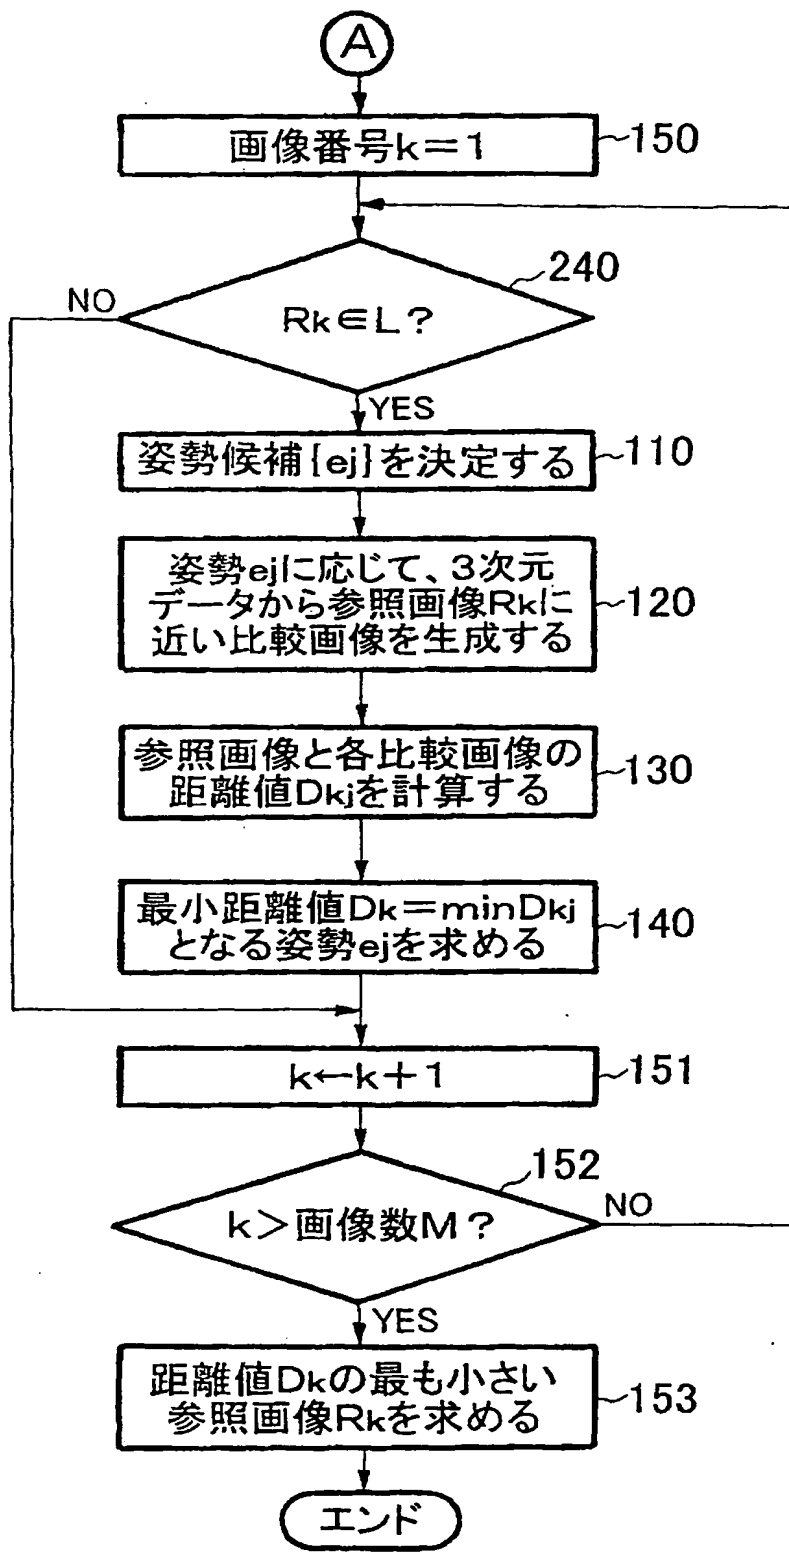 A
画像番号k=1
150
240
NO
Rk∈L?
YES
姿勢候補{ej}を決定する
110
姿勢ejに応じて、3次元
データから参照画像Rkに
近い比較画像を生成する
120
参照画像と各比較画像の
距離値Dkjを計算する
130
最小距離値Dk=minDkj
となる姿勢ejを求める
140
k←k+1
151
152
k>画像数M?
NO
YES
距離値Dkの最も小さい
参照画像Rkを求める
153
エンド